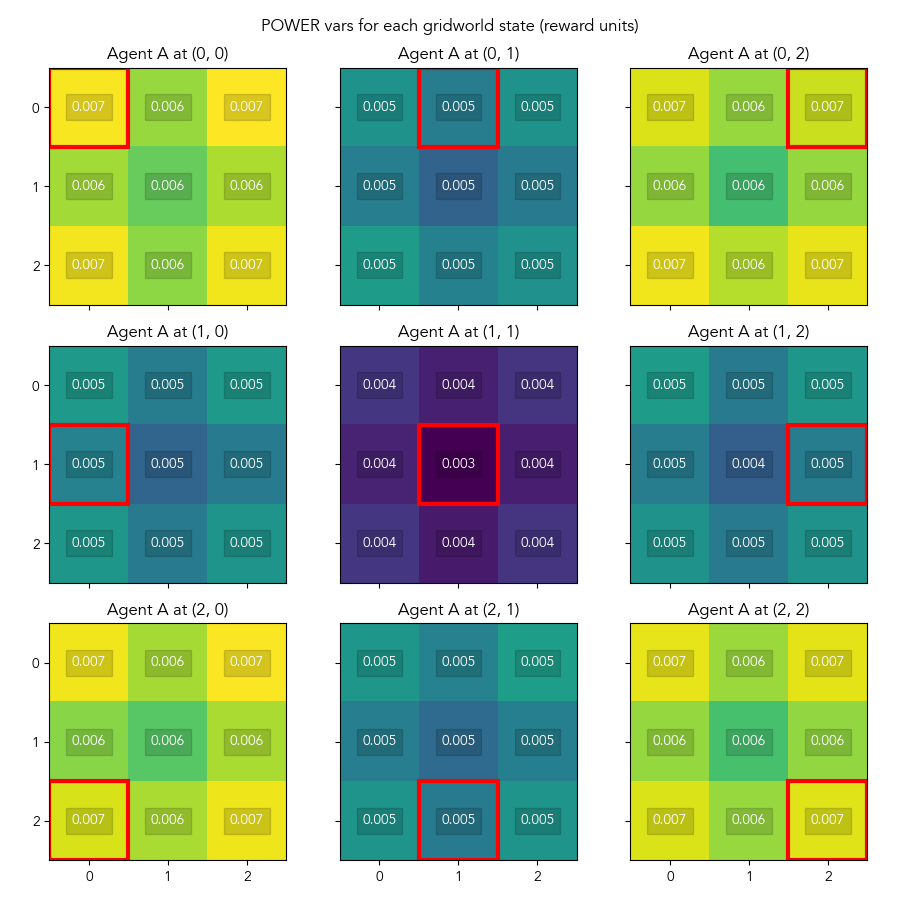 POWER vars for each gridworld state (reward units)
Agent A at (0, 0) Agent A at (0, 1) Agent A at (0, 2)
0 0.007 0.006 0.007 0.005 0.005 0.005 0.007 0.006 0.007
1 0.006 0.006 0.006 0.005 0.005 0.005 0.006 0.006 0.006
2 0.007 0.006 0.007 0.005 0.005 0.005 0.007 0.006 0.007
Agent A at (1, 0) Agent A at (1, 1) Agent A at (1, 2)
0 0.005 0.005 0.005 0.004 0.004 0.004 0.005 0.005 0.005
1 0.005 0.005 0.005 0.004 0.003 0.004 0.005 0.004 0.005
2 0.005 0.005 0.005 0.004 0.004 0.004 0.005 0.005 0.005
Agent A at (2, 0) Agent A at (2, 1) Agent A at (2, 2)
0 0.007 0.006 0.007 0.005 0.005 0.005 0.007 0.006 0.007
1 0.006 0.006 0.006 0.005 0.005 0.005 0.006 0.006 0.006
2 0.007 0.006 0.007 0.005 0.005 0.005 0.007 0.006 0.007
0 1 2 0 1 2 0 1 2